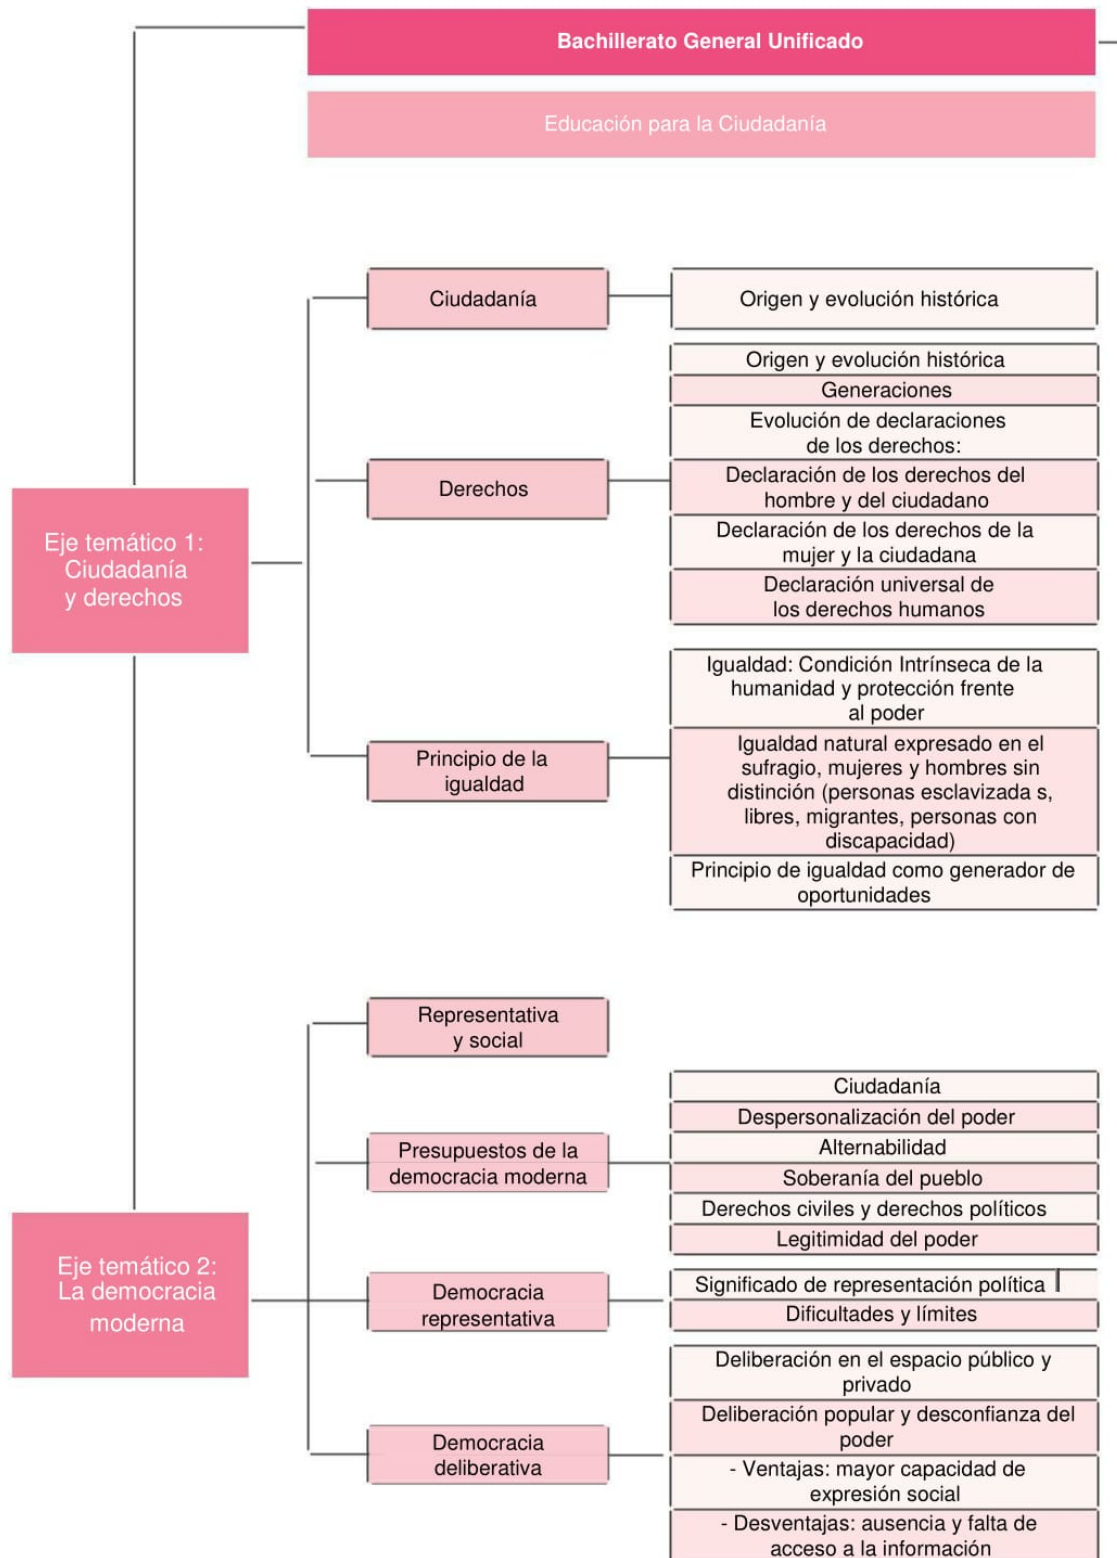 Bachillerato General Unificado
Educación para la Ciudadanía
Eje temático 1:
Ciudadanía
y derechos
Ciudadanía
Origen y evolución histórica
Derechos
Origen y evolución histórica
Generaciones
Evolución de declaraciones
de los derechos:
Declaración de los derechos del
hombre y del ciudadano
Declaración de los derechos de la
mujer y la ciudadana
Declaración universal de
los derechos humanos
Principio de la
igualdad
Igualdad: Condición Intrínseca de la
humanidad y protección frente
al poder
Igualdad natural expresado en el
sufragio, mujeres y hombres sin
distinción (personas esclavizada s,
libres, migrantes, personas con
discapacidad)
Principio de igualdad como generador de
oportunidades
Eje temático 2:
La democracia
moderna
Representativa
y social
Presupuestos de la
democracia moderna
Ciudadanía
Despersonalización del poder
Alternabilidad
Soberanía del pueblo
Derechos civiles y derechos políticos
Legitimidad del poder
Democracia
representativa
Significado de representación política
Dificultades y límites
Democracia
deliberativa
Deliberación en el espacio público y
privado
Deliberación popular y desconfianza del
poder
- Ventajas: mayor capacidad de
expresión social
- Desventajas: ausencia y falta de
acceso a la información